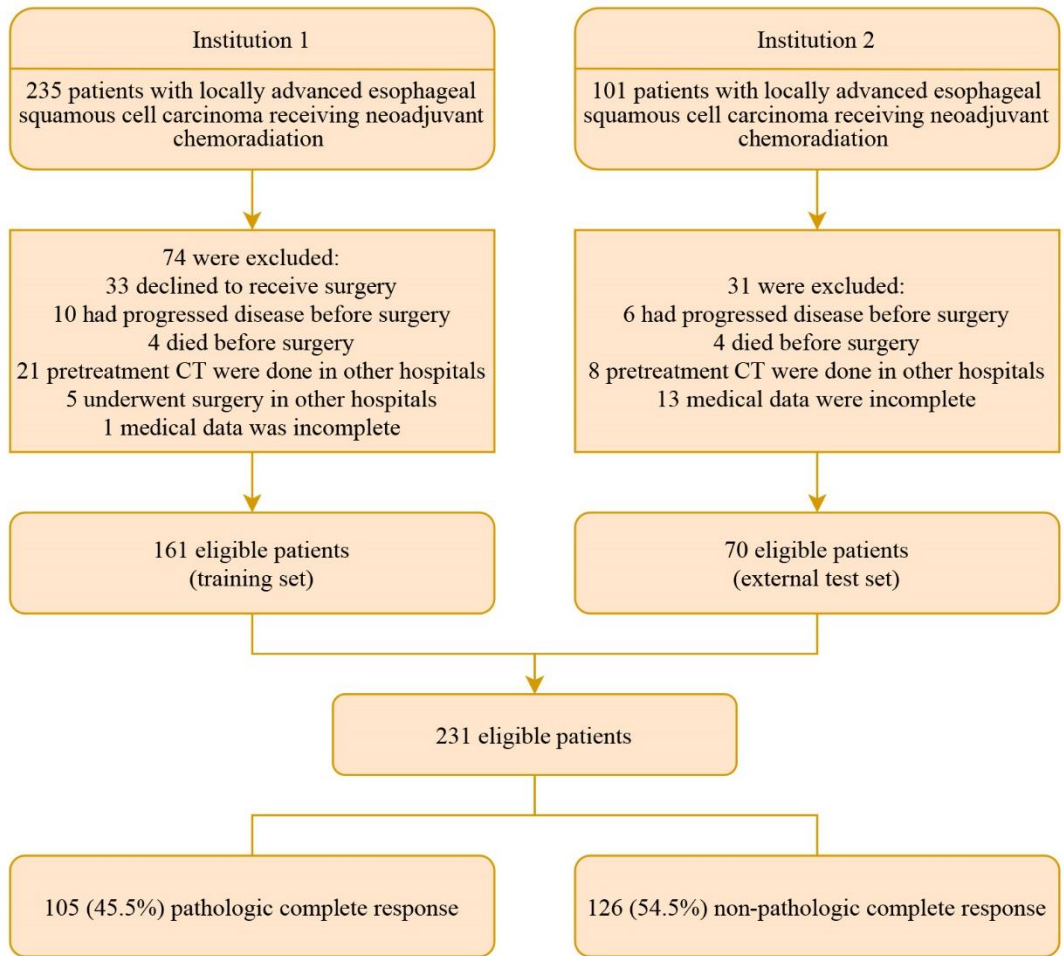 Institution 1
235 patients with locally advanced esophageal
squamous cell carcinoma receiving neoadjuvant
chemoradiation
Institution 2
101 patients with locally advanced esophageal
squamous cell carcinoma receiving neoadjuvant
chemoradiation
74 were excluded:
33 declined to receive surgery
10 had progressed disease before surgery
4 died before surgery
21 pretreatment CT were done in other hospitals
5 underwent surgery in other hospitals
1 medical data was incomplete
31 were excluded:
6 had progressed disease before surgery
4 died before surgery
8 pretreatment CT were done in other hospitals
13 medical data were incomplete
161 eligible patients
(training set)
70 eligible patients
(external test set)
231 eligible patients
105 (45.5%) pathologic complete response
126 (54.5%) non-pathologic complete response